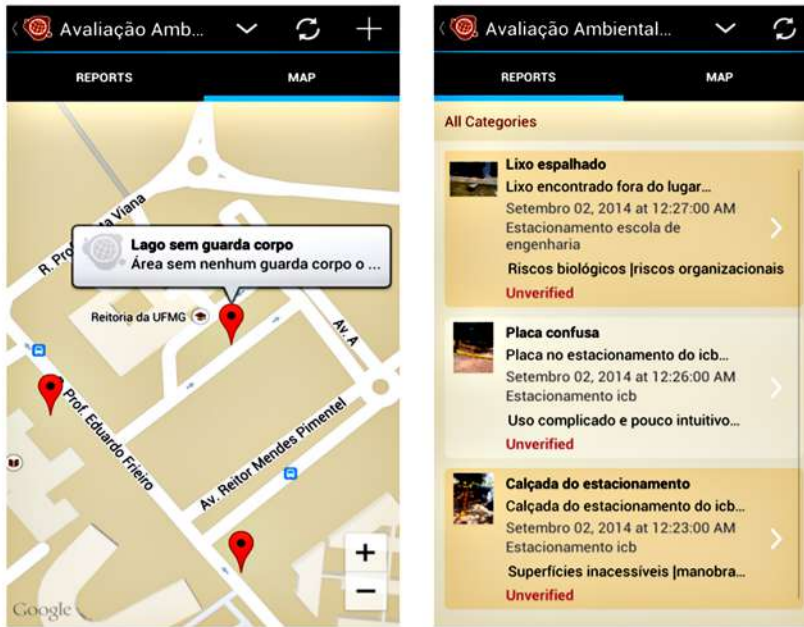 Avaliação Amb...
REPORTS
MAP
Lago sem guarda corpo
Área sem nenhum guarda corpo o ...
R. Prof.
ta Viana
Reitoria da UFMG
Av. A
Prof. Eduardo Frieiro
Av. Reitor Mendes Pimentel
+
−
Google
Avaliação Ambiental...
REPORTS
MAP
All Categories
Lixo espalhado
Lixo encontrado fora do lugar...
Setembro 02, 2014 at 12:27:00 AM
Estacionamento escola de
engenharia
Riscos biológicos |riscos organizacionais
Unverified
Placa confusa
Placa no estacionamento do icb...
Setembro 02, 2014 at 12:26:00 AM
Estacionamento icb
Uso complicado e pouco intuitivo...
Unverified
Calçada do estacionamento
Calçada do estacionamento do icb...
Setembro 02, 2014 at 12:23:00 AM
Estacionamento icb
Superfícies inacessíveis |manobra...
Unverified